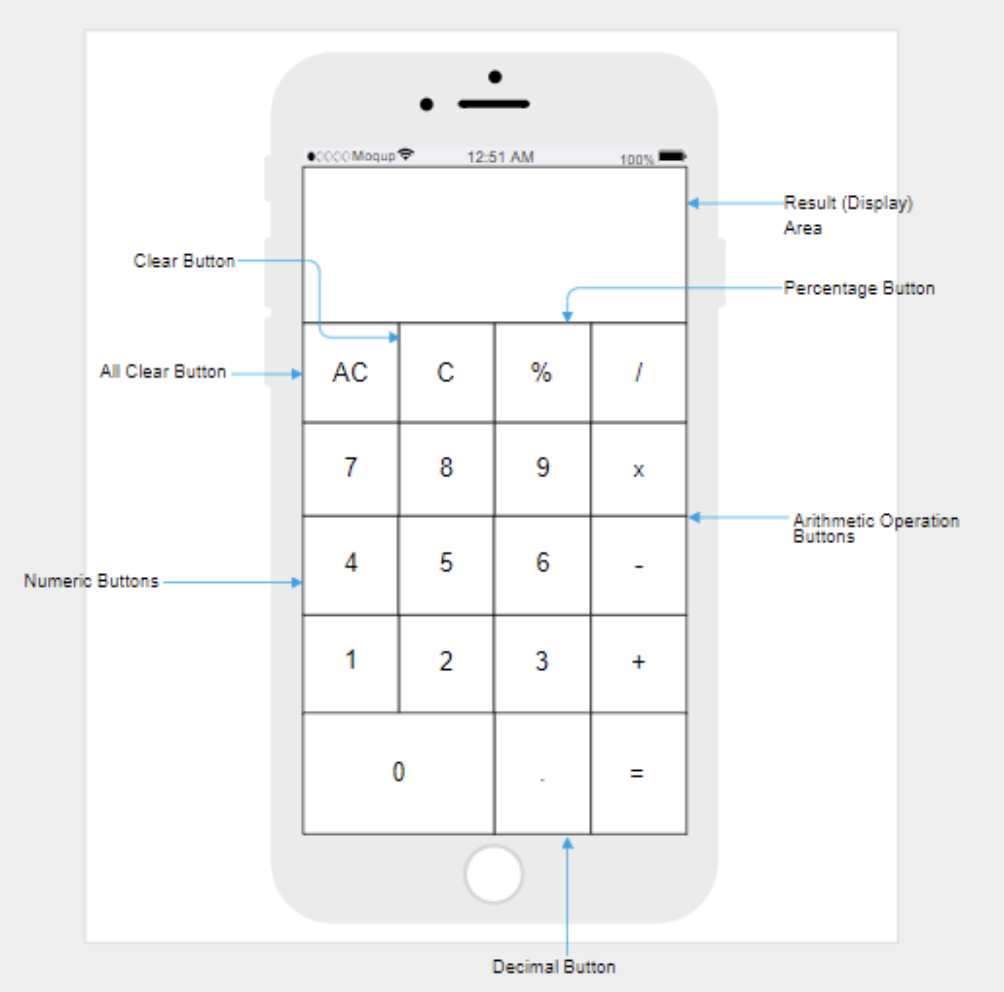 Moqup 12:51 AM 100%
Result (Display)
Area
Clear Button
Percentage Button
All Clear Button
AC C % /
7 8 9 x
Arithmetic Operation
Buttons
4 5 6 -
Numeric Buttons
1 2 3 +
0 . =
Decimal Button